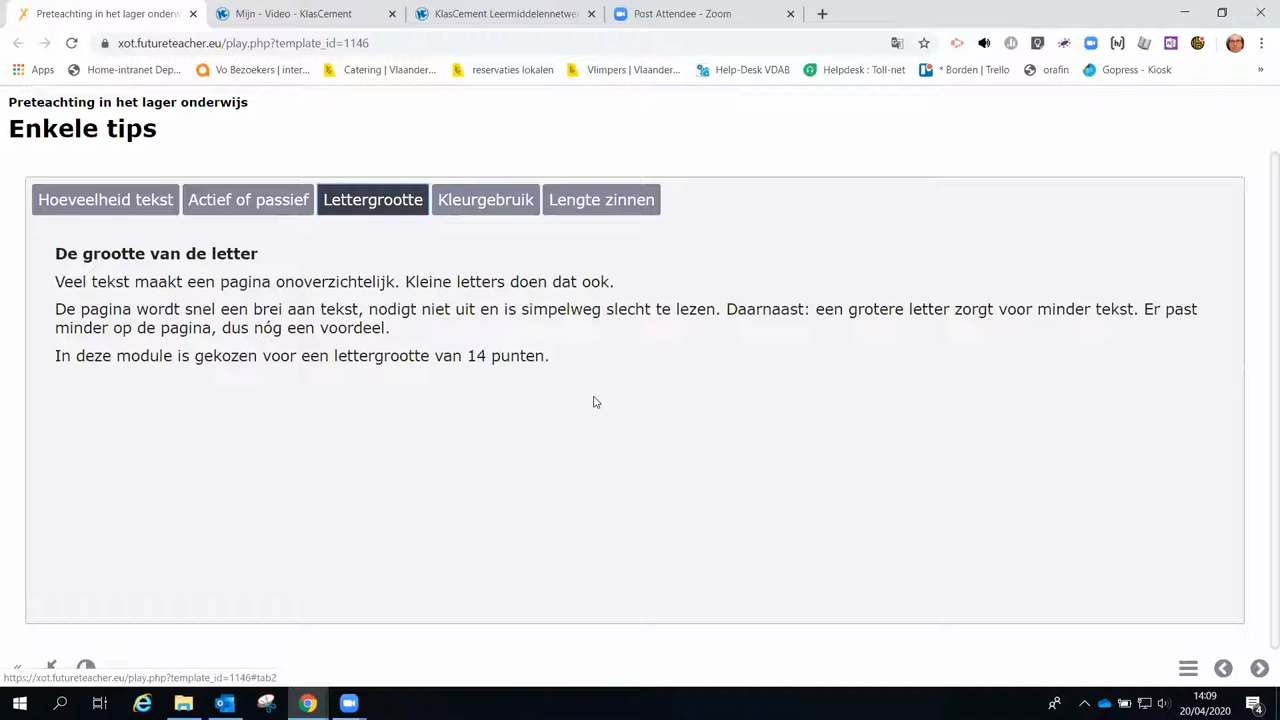 Preteaching in het lager onderw
Mijn - Video - KlasCement
KlasCement Leermiddelennetwe
Post Attendee - Zoom
xot.futureteacher.eu/play.php?template_id=1146
Apps
Home-intranet Dep...
Vo Bezoekers | inter...
Catering | Vlaander...
reservaties lokalen
Vlimpers | Vlaander...
Help-Desk VDAB
Helpdesk : Toll-net
* Borden | Trello
orafin
Gopress - Kiosk
»
Preteachting in het lager onderwijs
Enkele tips
Hoeveelheid tekst
Actief of passief
Lettergrootte
Kleurgebruik
Lengte zinnen
De grootte van de letter
Veel tekst maakt een pagina onoverzichtelijk. Kleine letters doen dat ook.
De pagina wordt snel een brei aan tekst, nodigt niet uit en is simpelweg slecht te lezen. Daarnaast: een grotere letter zorgt voor minder tekst. Er past
minder op de pagina, dus nóg een voordeel.
In deze module is gekozen voor een lettergrootte van 14 punten.
https://xot.futureteacher.eu/play.php?template_id=1146#tab2
14:09
20/04/2020
4